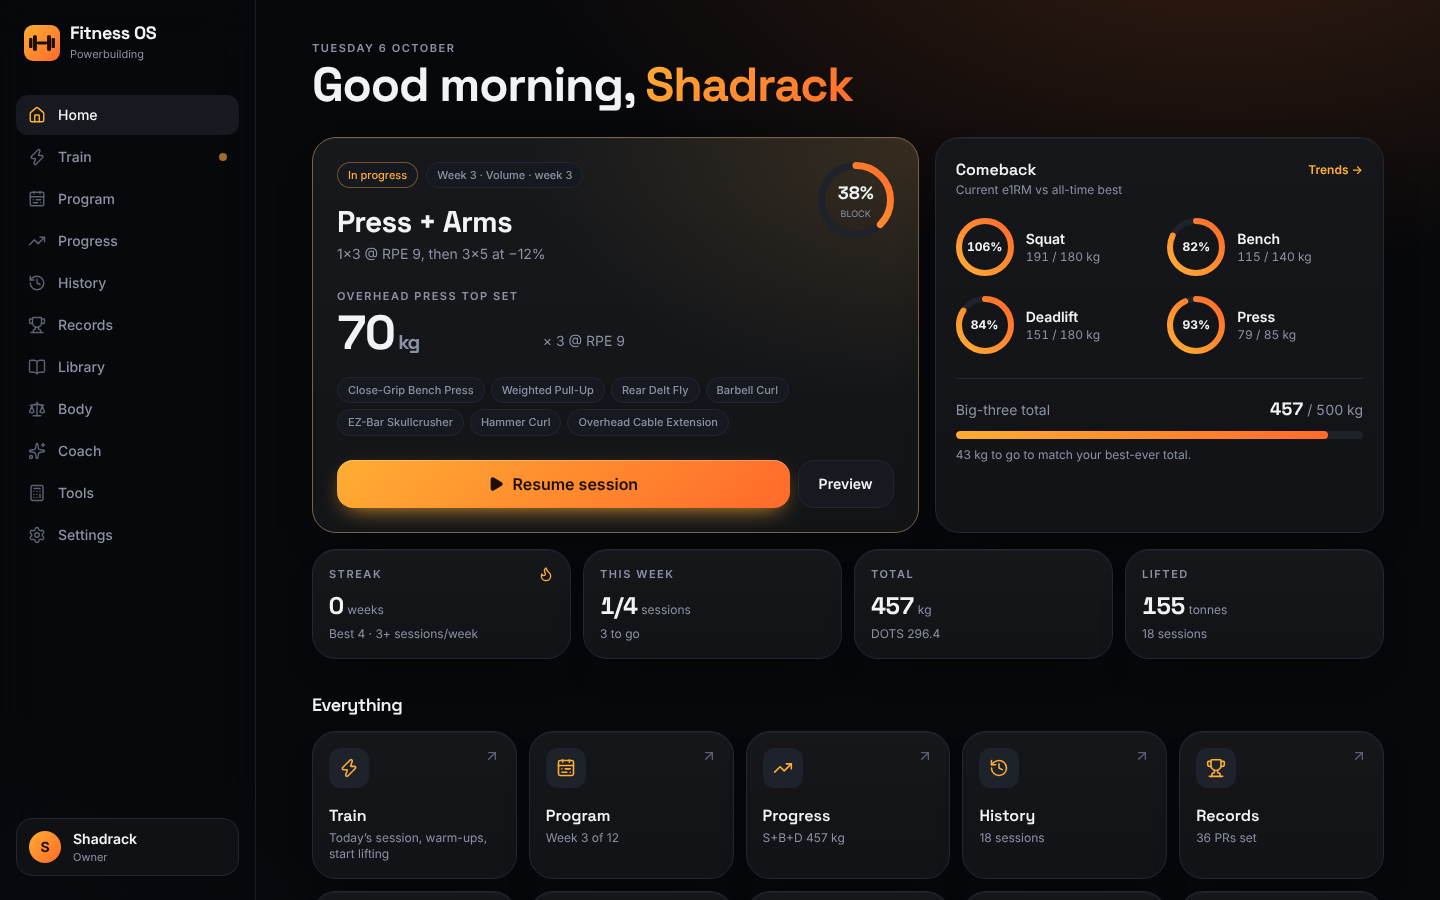 Fitness OS
Powerbuilding
Home
Train
Program
Progress
History
Records
Library
Body
Coach
Tools
Settings
S
Shadrack
Owner
TUESDAY 6 OCTOBER
Good morning, Shadrack
In progress
Week 3 · Volume · week 3
38%
BLOCK
Press + Arms
1×3 @ RPE 9, then 3×5 at −12%
OVERHEAD PRESS TOP SET
70 kg × 3 @ RPE 9
Close-Grip Bench Press
Weighted Pull-Up
Rear Delt Fly
Barbell Curl
EZ-Bar Skullcrusher
Hammer Curl
Overhead Cable Extension
Resume session
Preview
Comeback
Trends →
Current e1RM vs all-time best
106%
Squat
191 / 180 kg
82%
Bench
115 / 140 kg
84%
Deadlift
151 / 180 kg
93%
Press
79 / 85 kg
Big-three total
457 / 500 kg
43 kg to go to match your best-ever total.
STREAK
0 weeks
Best 4 · 3+ sessions/week
THIS WEEK
1/4 sessions
3 to go
TOTAL
457 kg
DOTS 296.4
LIFTED
155 tonnes
18 sessions
Everything
Train
Today's session, warm-ups,
start lifting
Program
Week 3 of 12
Progress
S+B+D 457 kg
History
18 sessions
Records
36 PRs set